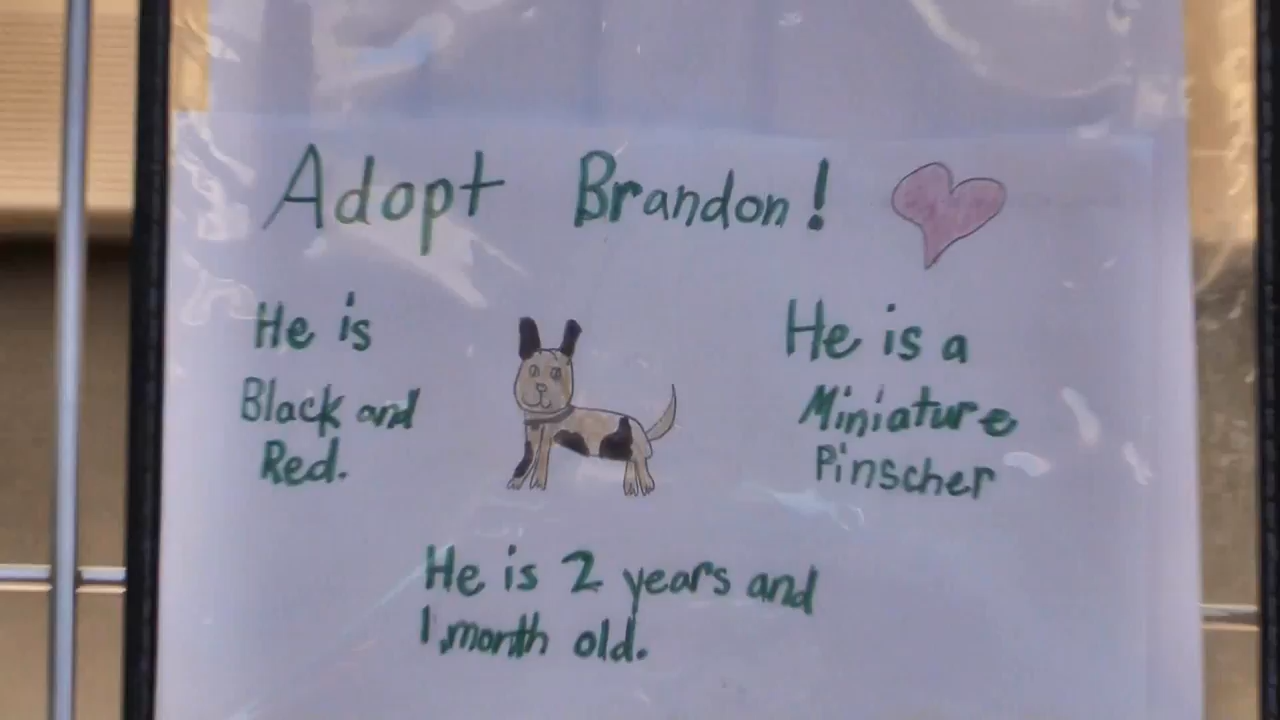 Adopt Brandon!
He is
Black and
Red.
He is a
Miniature
Pinscher
He is 2 years and
1 month old.